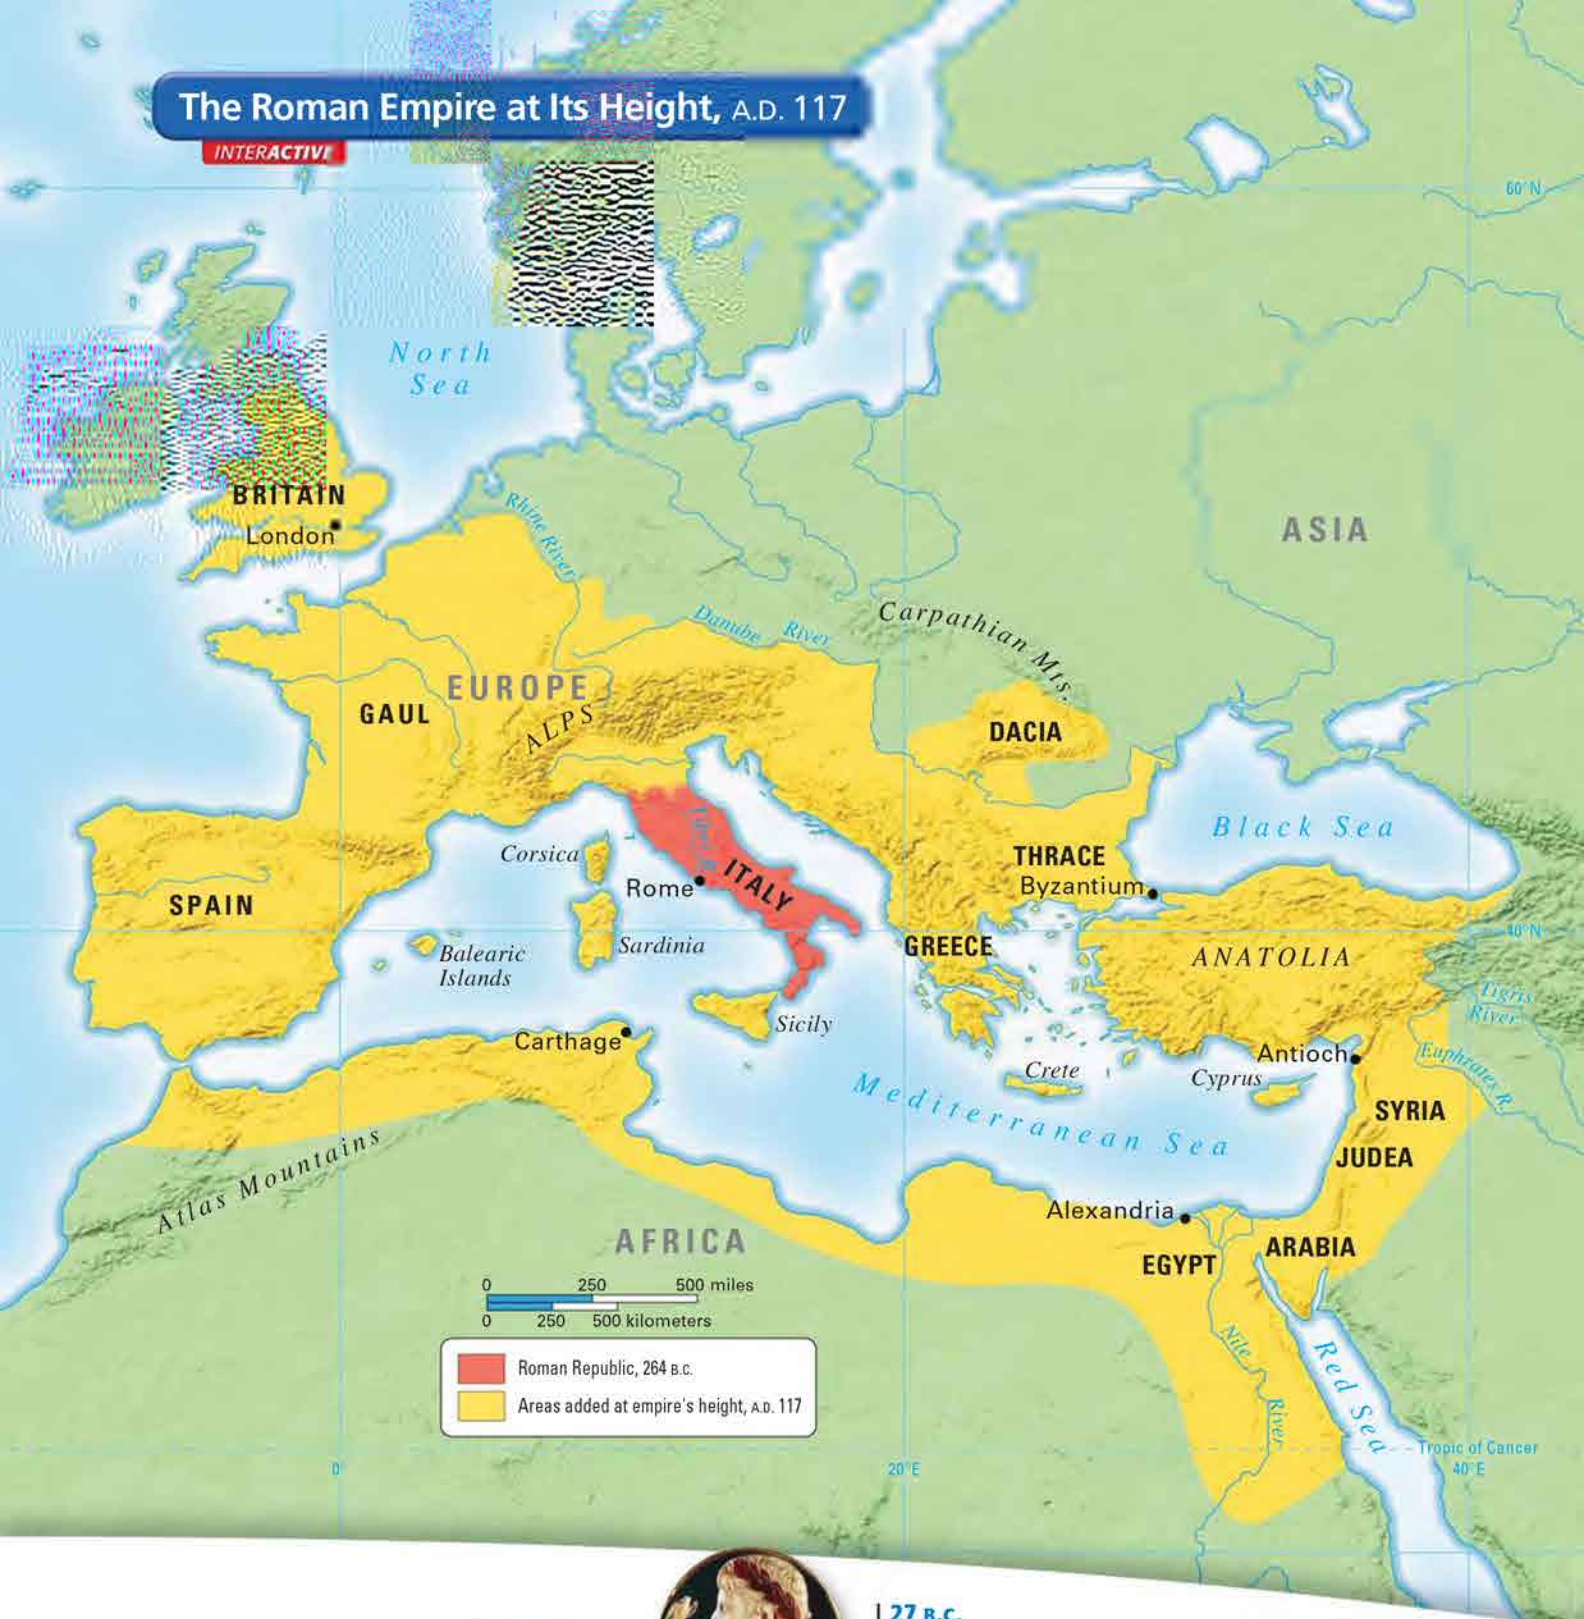 The Roman Empire at Its Height, A.D. 117
INTERACTIVE
60°N
North
Sea
BRITAIN
London
Rhine River
ASIA
Danube River
Carpathian Mts.
EUROPE
GAUL
ALPS
DACIA
Black Sea
Corsica
THRACE
Byzantium
Rome
ITALY
SPAIN
40°N
Balearic
Islands
Sardinia
GREECE
ANATOLIA
Tigris
River
Sicily
Carthage
Antioch
Euphrates R.
Crete
Cyprus
Mediterranean Sea
SYRIA
JUDEA
Atlas Mountains
Alexandria
AFRICA
EGYPT
ARABIA
0 250 500 miles
0 250 500 kilometers
Nile River
Red Sea
Roman Republic, 264 B.C.
Areas added at empire's height, A.D. 117
Tropic of Cancer
0
20°E
40°E
27 B.C.